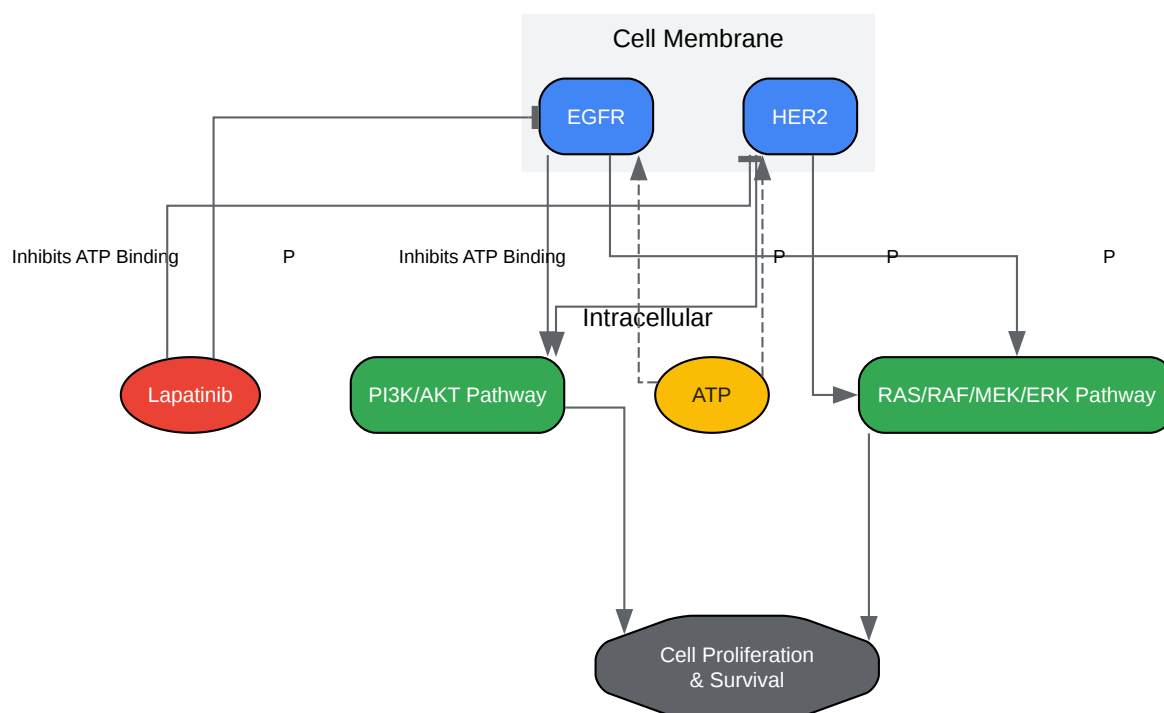 Cell Membrane
EGFR
HER2
Inhibits ATP Binding
P
Inhibits ATP Binding
P
P
P
Intracellular
Lapatinib
PI3K/AKT Pathway
ATP
RAS/RAF/MEK/ERK Pathway
Cell Proliferation
& Survival